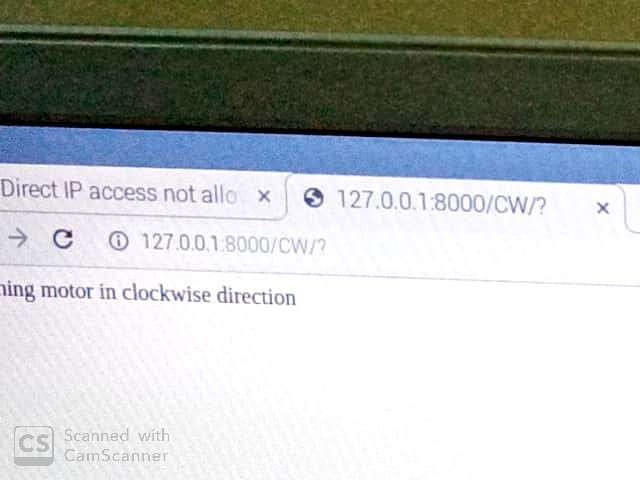 Direct IP access not allo
127.0.0.1:8000/CW/?
127.0.0.1:8000/CW/?
ning motor in clockwise direction
CS
Scanned with
CamScanner